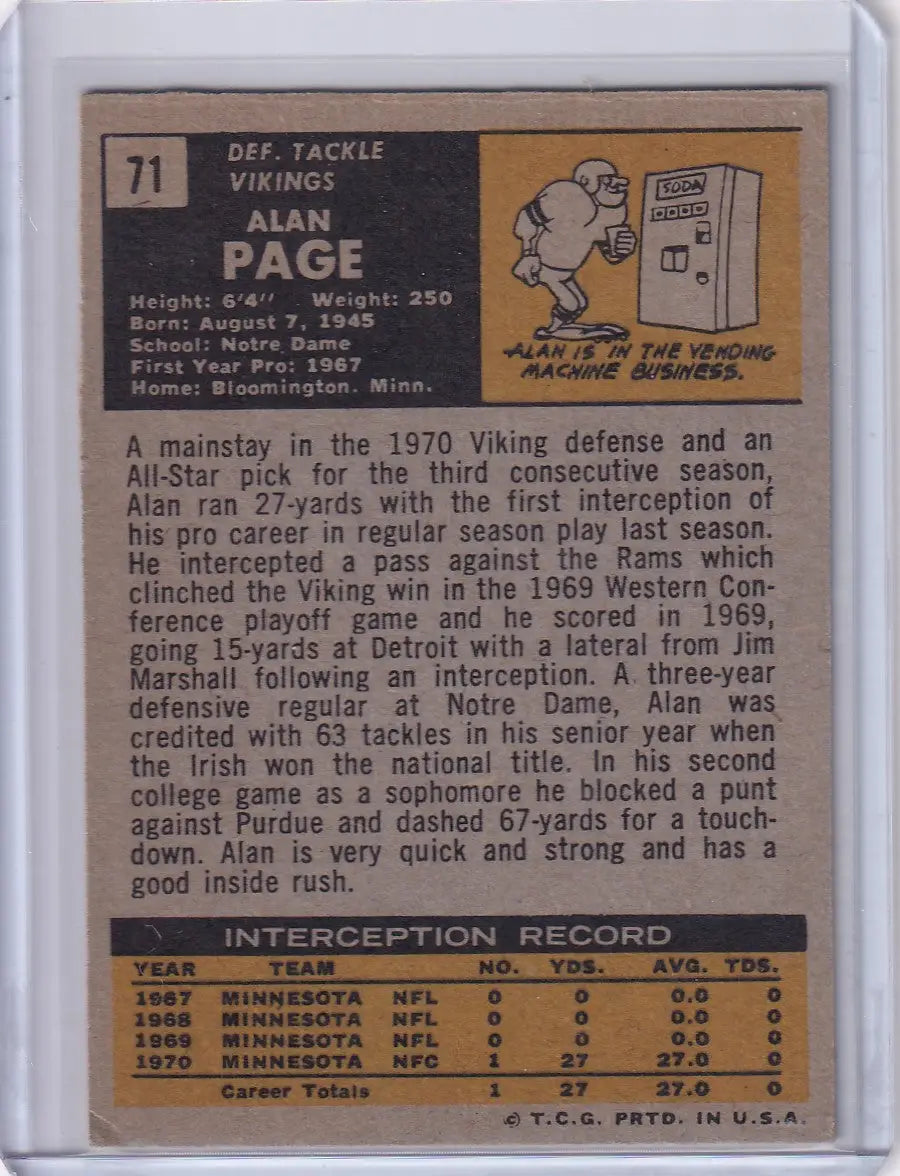 71
DEF. TACKLE
VIKINGS
ALAN
PAGE
Height: 6'4'' Weight: 250
Born: August 7, 1945
School: Notre Dame
First Year Pro: 1967
Home: Bloomington. Minn.
SODA
ALAN IS IN THE VENDING
MACHINE BUSINESS.
A mainstay in the 1970 Viking defense and an
All-Star pick for the third consecutive season,
Alan ran 27-yards with the first interception of
his pro career in regular season play last season.
He intercepted a pass against the Rams which
clinched the Viking win in the 1969 Western Con-
ference playoff game and he scored in 1969,
going 15-yards at Detroit with a lateral from Jim
Marshall following an interception. A three-year
defensive regular at Notre Dame, Alan was
credited with 63 tackles in his senior year when
the Irish won the national title. In his second
college game as a sophomore he blocked a punt
against Purdue and dashed 67-yards for a touch-
down. Alan is very quick and strong and has a
good inside rush.
INTERCEPTION RECORD
YEAR TEAM NO. YDS. AVG. TDS.
1967 MINNESOTA NFL 0 0 0.0 0
1968 MINNESOTA NFL 0 0 0.0 0
1969 MINNESOTA NFL 0 0 0.0 0
1970 MINNESOTA NFC 1 27 27.0 0
Career Totals 1 27 27.0 0
© T.C.G. PRTD. IN U.S.A.